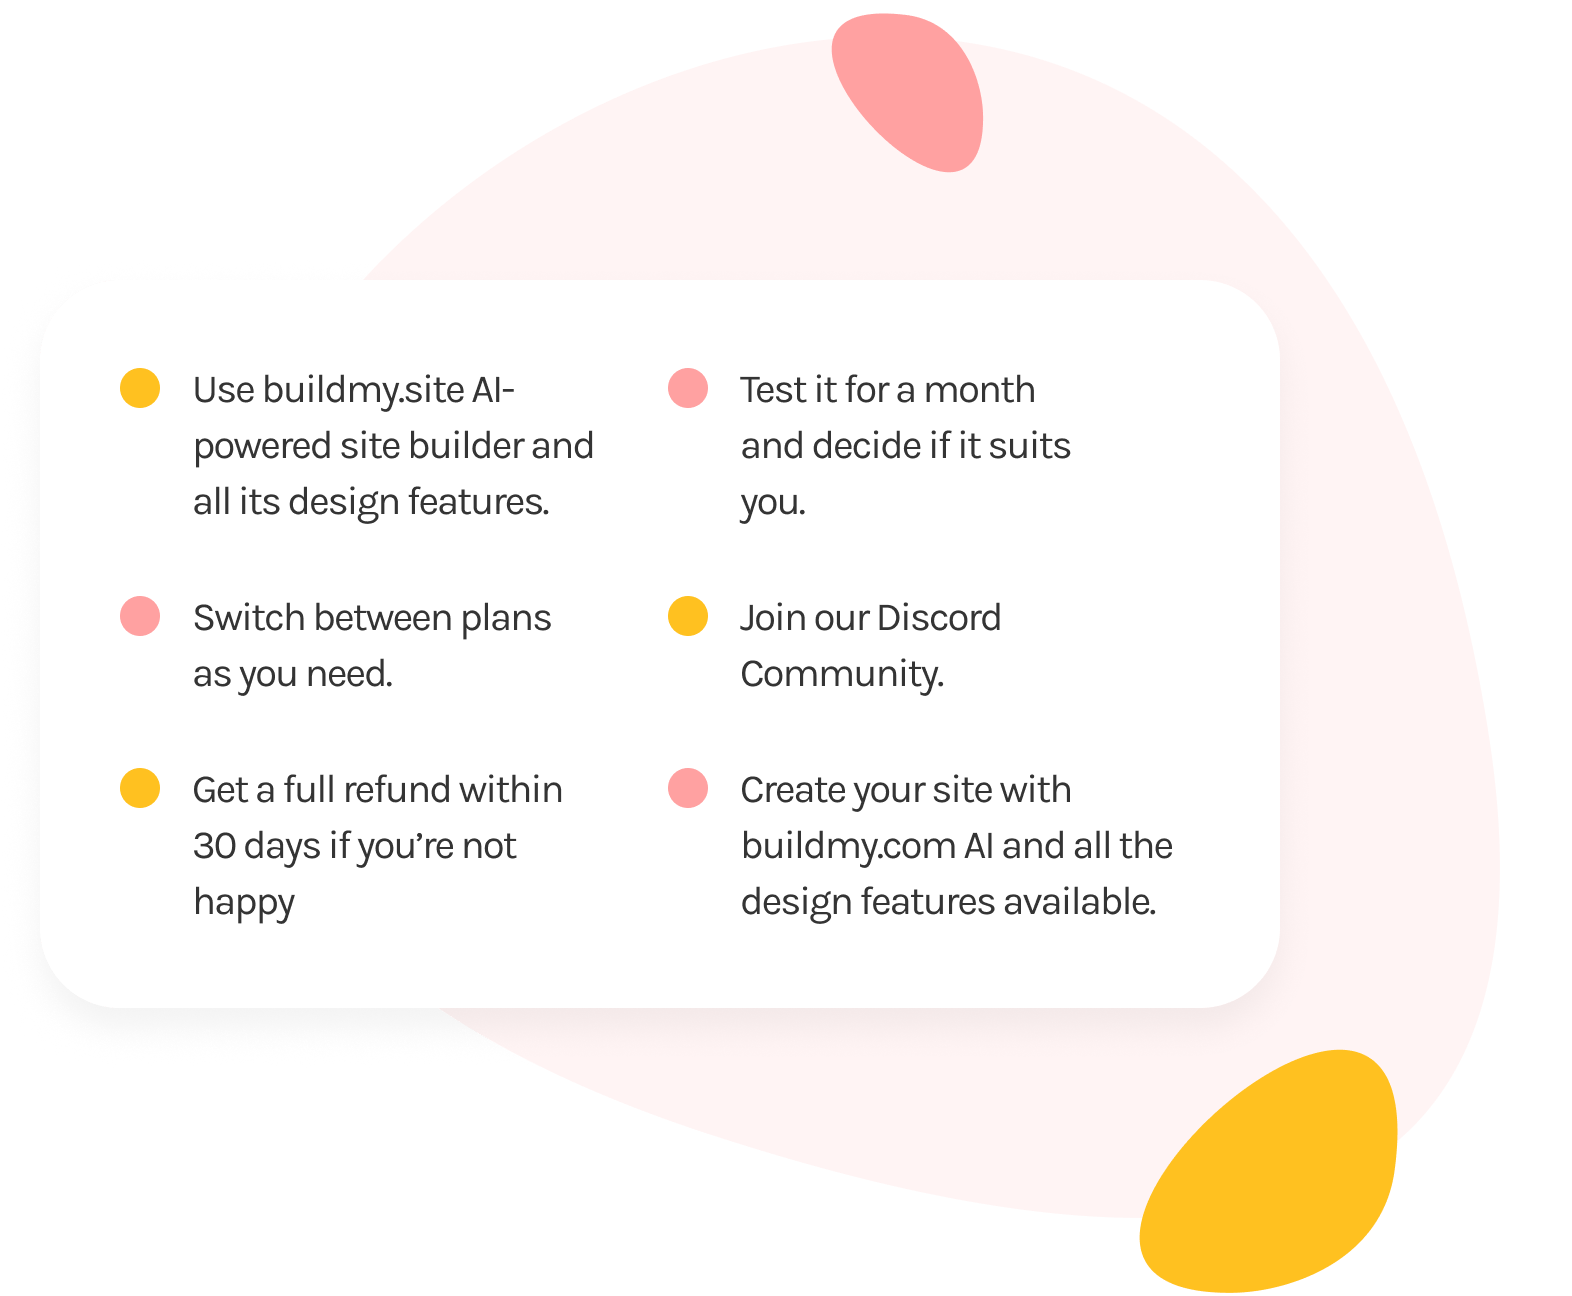 Use buildmy.site AI-
powered site builder and
all its design features.
Test it for a month
and decide if it suits
you.
Switch between plans
as you need.
Join our Discord
Community.
Get a full refund within
30 days if you’re not
happy
Create your site with
buildmy.com AI and all the
design features available.